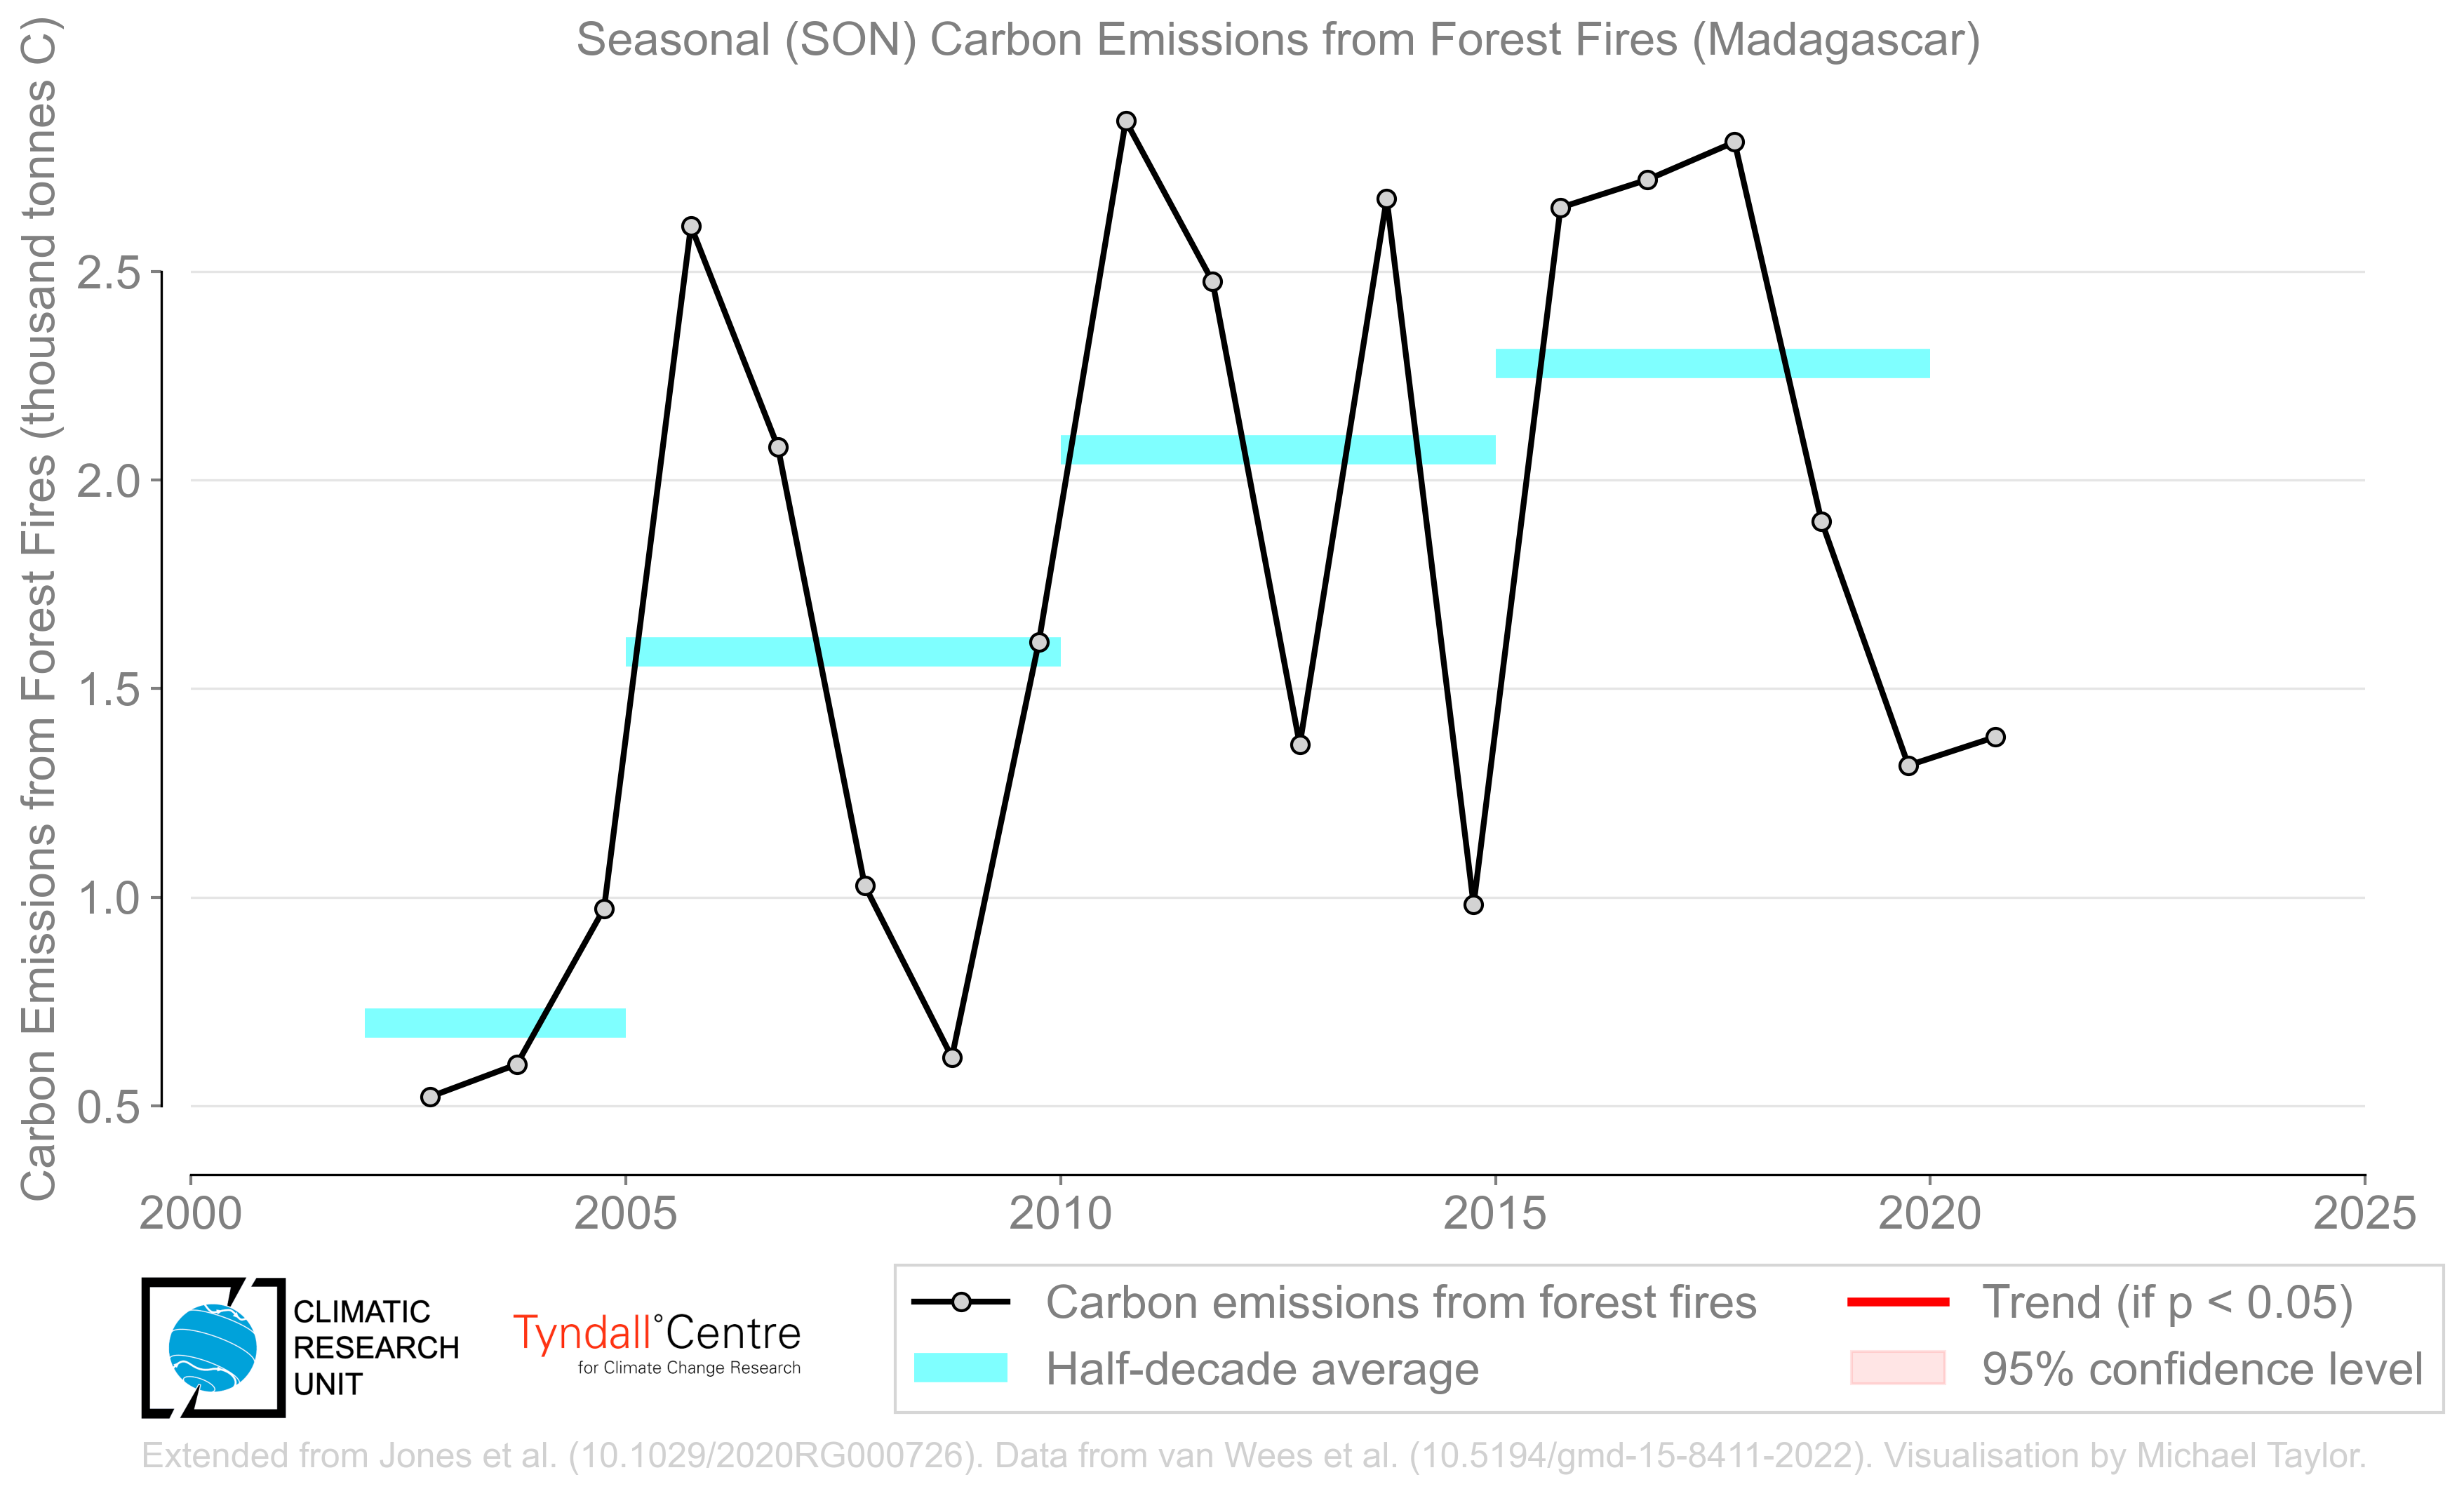 Seasonal (SON) Carbon Emissions from Forest Fires (Madagascar)
Carbon Emissions from Forest Fires (thousand tonnes C)
2.5
2.0
1.5
1.0
0.5
2000 2005 2010 2015 2020 2025
CLIMATIC
RESEARCH
UNIT
Tyndall°Centre
for Climate Change Research
Carbon emissions from forest fires
Half-decade average
Trend (if p < 0.05)
95% confidence level
Extended from Jones et al. (10.1029/2020RG000726). Data from van Wees et al. (10.5194/gmd-15-8411-2022). Visualisation by Michael Taylor.